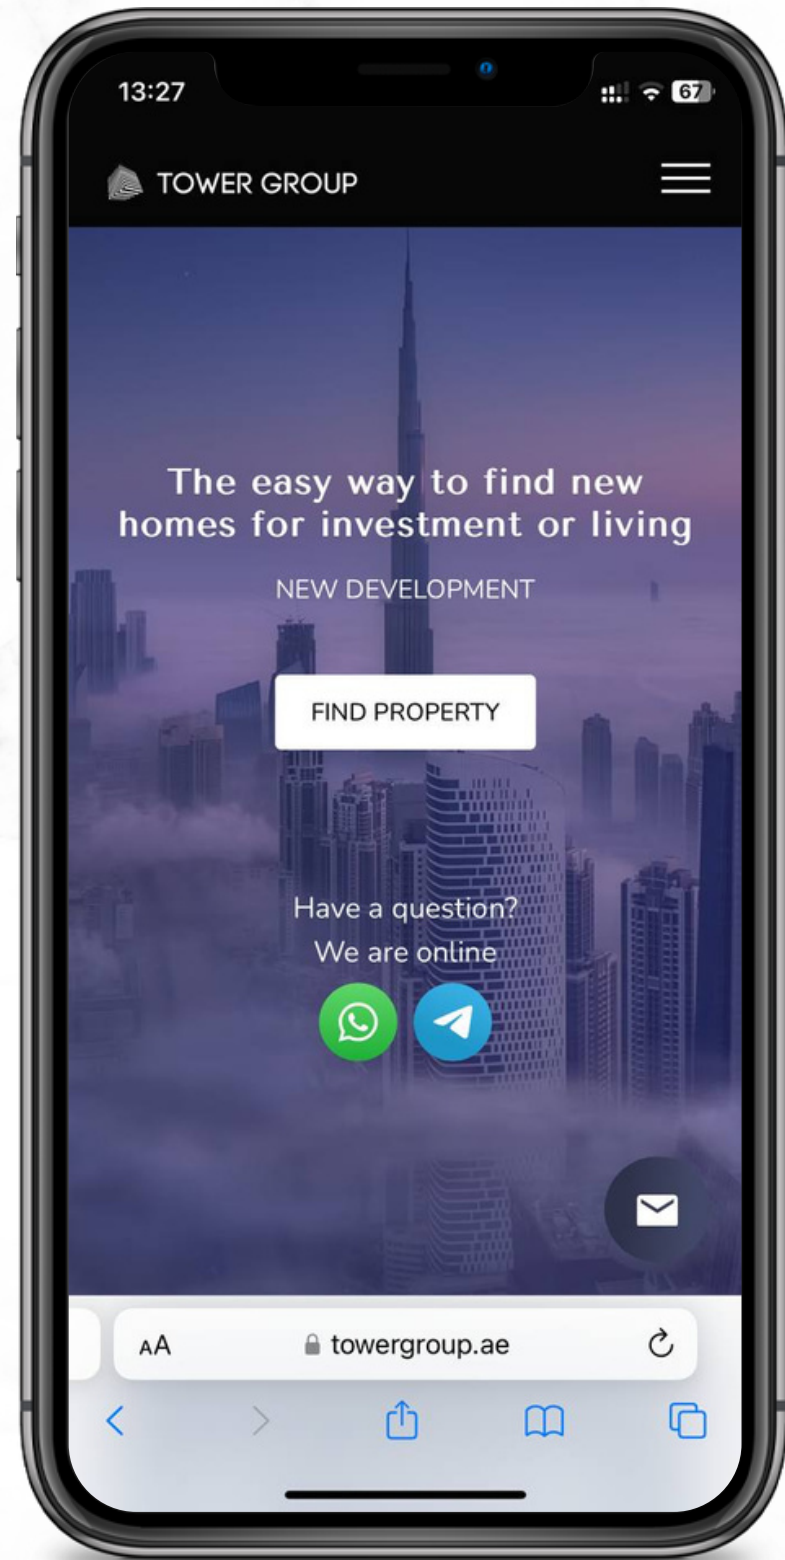 13:27
67
TOWER GROUP
The easy way to find new
homes for investment or living
NEW DEVELOPMENT
FIND PROPERTY
Have a question?
We are online
AA
towergroup.ae